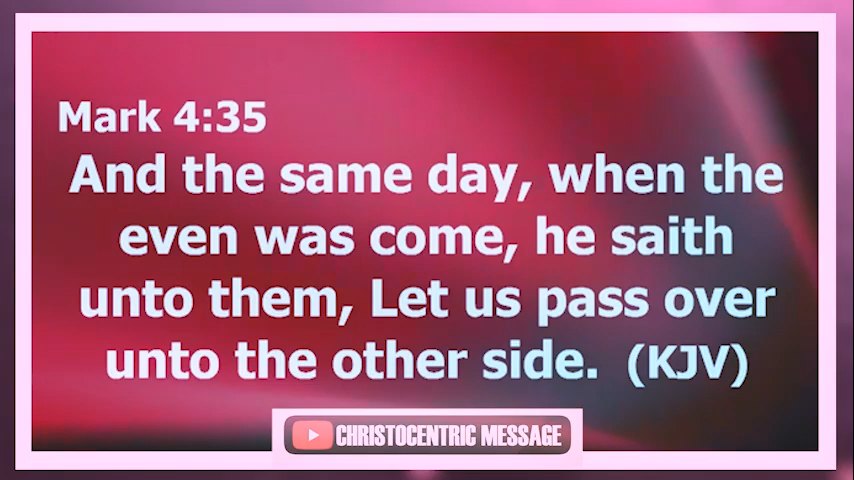 Mark 4:35
And the same day, when the
even was come, he saith
unto them, Let us pass over
unto the other side. (KJV)
CHRISTOCENTRIC MESSAGE